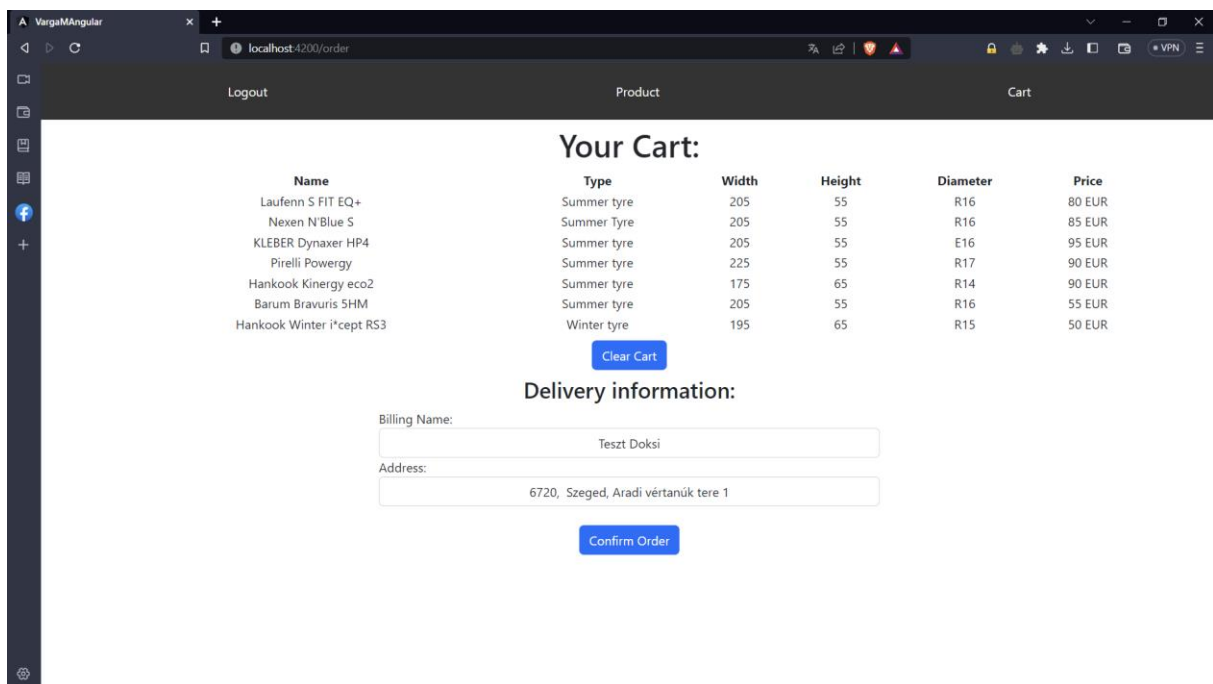 VargaMAngular
localhost:4200/order
VPN
Logout Product Cart
Your Cart:
Name Type Width Height Diameter Price
Laufenn S FIT EQ+ Summer tyre 205 55 R16 80 EUR
Nexen N'Blue S Summer Tyre 205 55 R16 85 EUR
KLEBER Dynaxer HP4 Summer tyre 205 55 E16 95 EUR
Pirelli Powergy Summer tyre 225 55 R17 90 EUR
Hankook Kinergy eco2 Summer tyre 175 65 R14 90 EUR
Barum Bravuris 5HM Summer tyre 205 55 R16 55 EUR
Hankook Winter i*cept RS3 Winter tyre 195 65 R15 50 EUR
Clear Cart
Delivery information:
Billing Name:
Teszt Doksi
Address:
6720, Szeged, Aradi vértanúk tere 1
Confirm Order